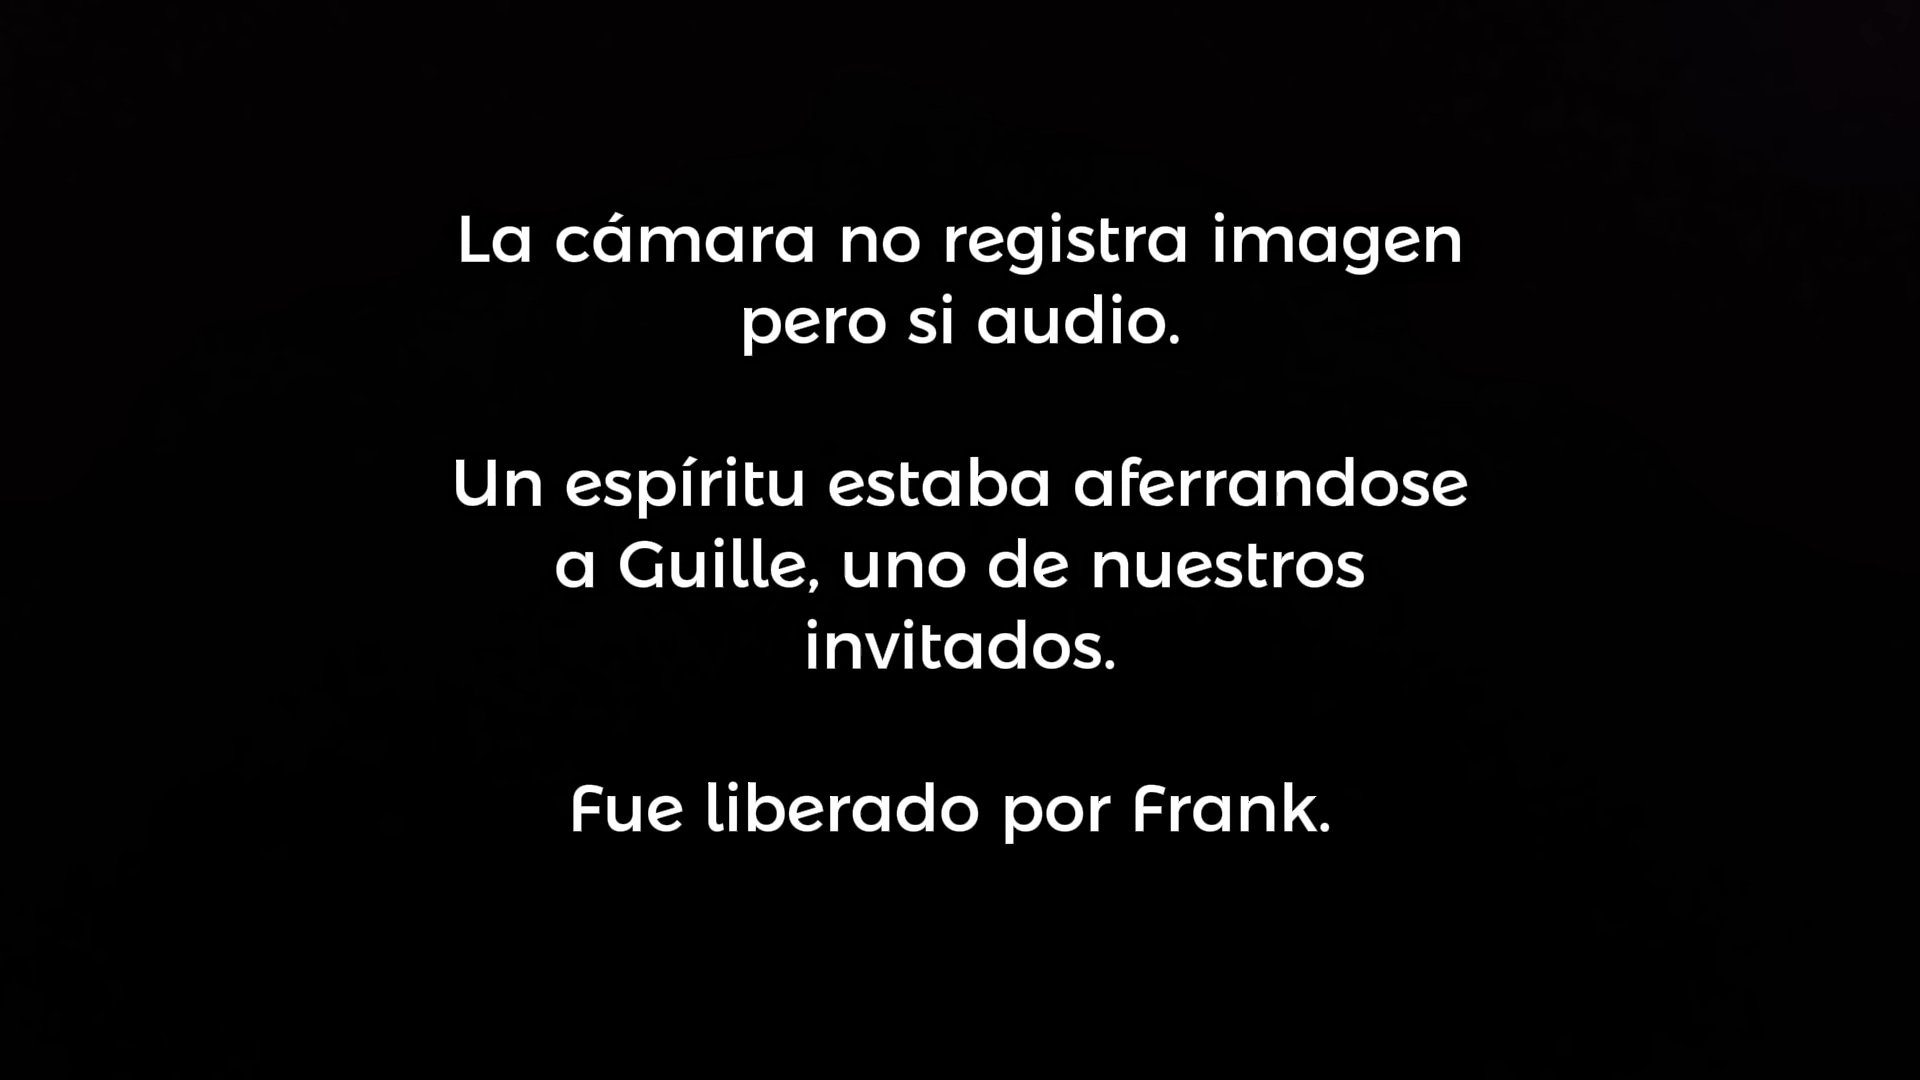 La cámara no registra imagen
pero si audio.
Un espíritu estaba aferrandose
a Guille, uno de nuestros
invitados.
Fue liberado por Frank.